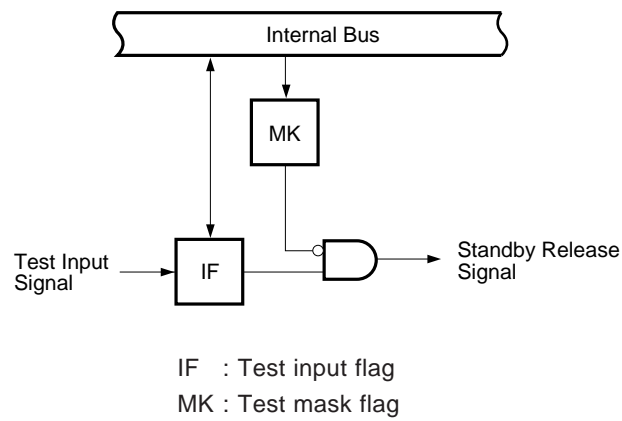 Internal Bus
MK
Test Input
Signal
IF
Standby Release
Signal
IF : Test input flag
MK : Test mask flag